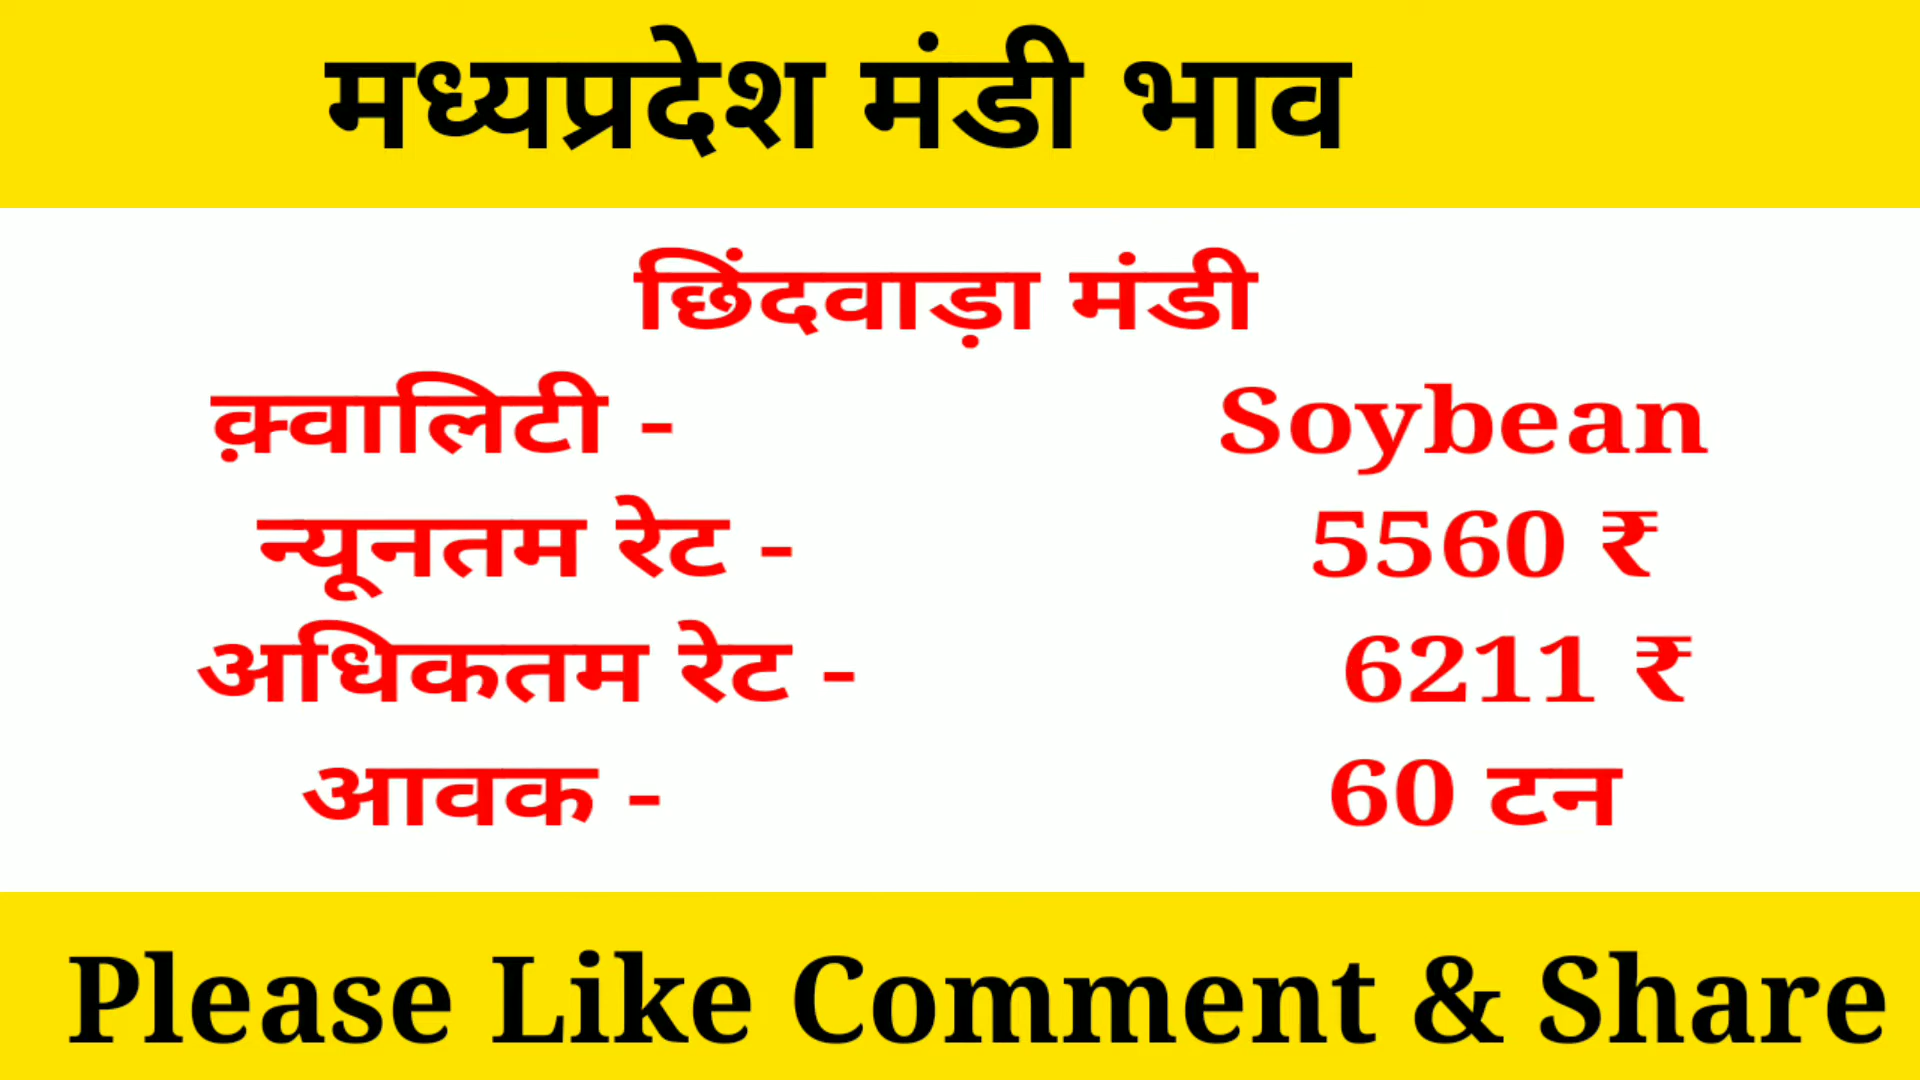 मध्यप्रदेश मंडी भाव
छिंदवाड़ा मंडी
क़्वालिटी - Soybean
न्यूनतम रेट - 5560 ₹
अधिकतम रेट - 6211 ₹
आवक - 60 टन
Please Like Comment & Share